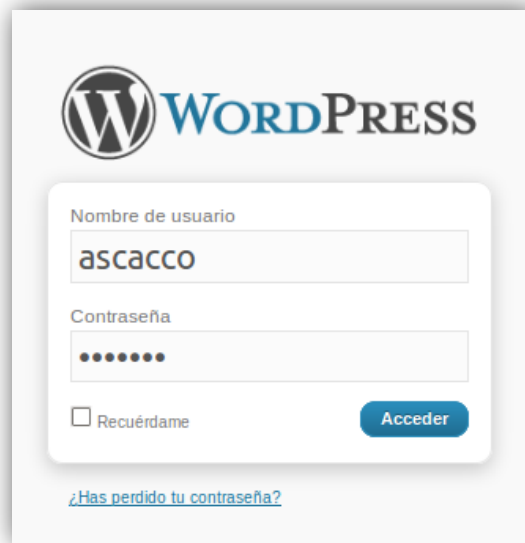 WORDPRESS
Nombre de usuario
ascacco
Contraseña
•••••••
Recuérdame
Acceder
¿Has perdido tu contraseña?